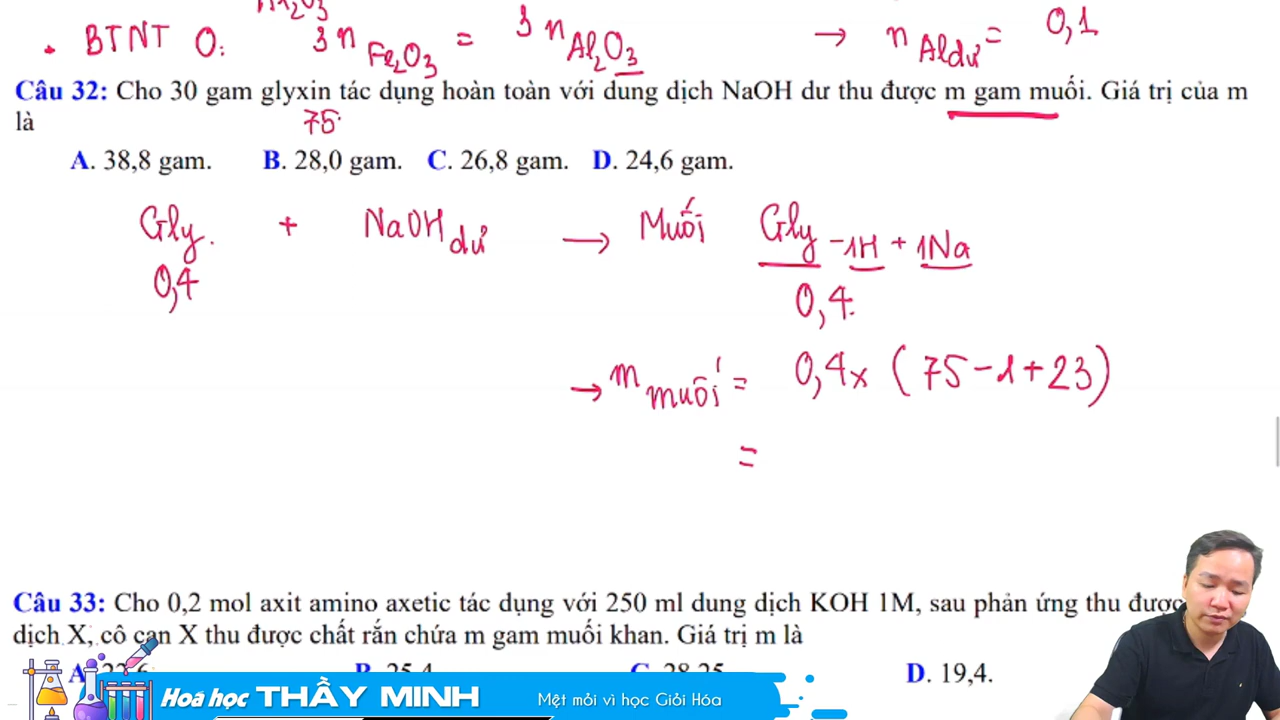 • BTNT O: 3 n Fe₂O₃ = 3 n Al₂O₃ → n Al dư = 0,1
Câu 32: Cho 30 gam glyxin tác dụng hoàn toàn với dung dịch NaOH dư thu được m gam muối. Giá trị của m
là
75
A. 38,8 gam. B. 28,0 gam. C. 26,8 gam. D. 24,6 gam.
Gly + NaOH dư → Muối Gly -1H + 1Na
0,4 0,4
→ m muối = 0,4 x (75-1+23)
=
Câu 33: Cho 0,2 mol axit amino axetic tác dụng với 250 ml dung dịch KOH 1M, sau phản ứng thu được
dịch X, cô cạn X thu được chất rắn chứa m gam muối khan. Giá trị m là
D. 19,4.
Hoá học THẦY MINH Mệt mỏi vì học Giỏi Hóa